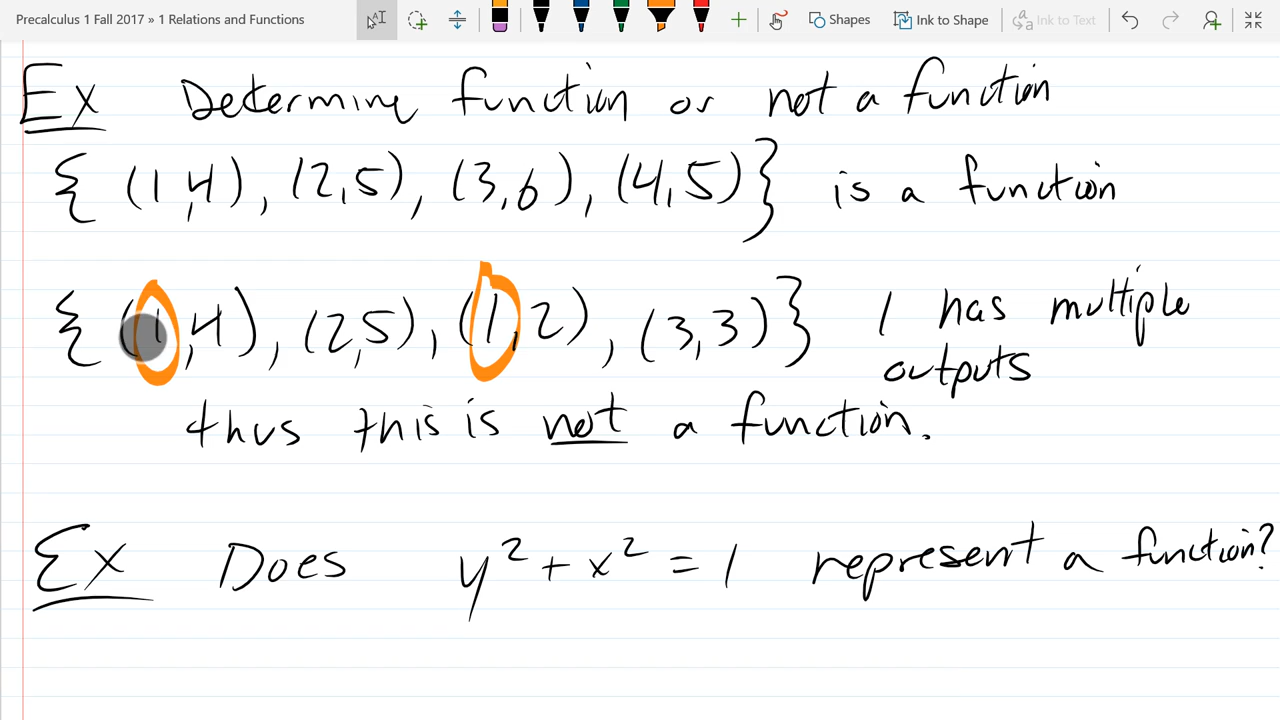 Precalculus 1 Fall 2017 » 1 Relations and Functions
Shapes
Ink to Shape
Ink to Text
Ex Determine function or not a function
{ (1,4), (2,5), (3,6), (4,5) } is a function
{ (1,4), (2,5), (1,2), (3,3) } 1 has multiple
outputs
thus this is not a function.
Ex Does y² + x² = 1 represent a function?